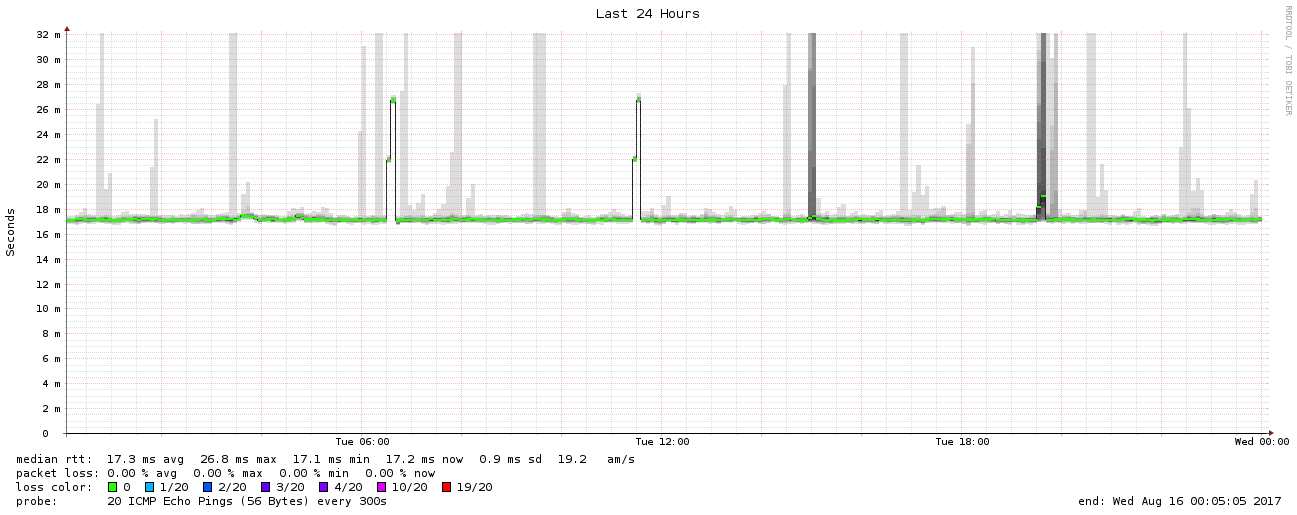 Last 24 Hours
RRDTOOL / TOBI OETIKER
Seconds
32 m
30 m
28 m
26 m
24 m
22 m
20 m
18 m
16 m
14 m
12 m
10 m
8 m
6 m
4 m
2 m
0
Tue 06:00 Tue 12:00 Tue 18:00 Wed 00:00
median rtt: 17.3 ms avg 26.8 ms max 17.1 ms min 17.2 ms now 0.9 ms sd 19.2 am/s
packet loss: 0.00 % avg 0.00 % max 0.00 % min 0.00 % now
loss color: 0 1/20 2/20 3/20 4/20 10/20 19/20
probe: 20 ICMP Echo Pings (56 Bytes) every 300s end: Wed Aug 16 00:05:05 2017